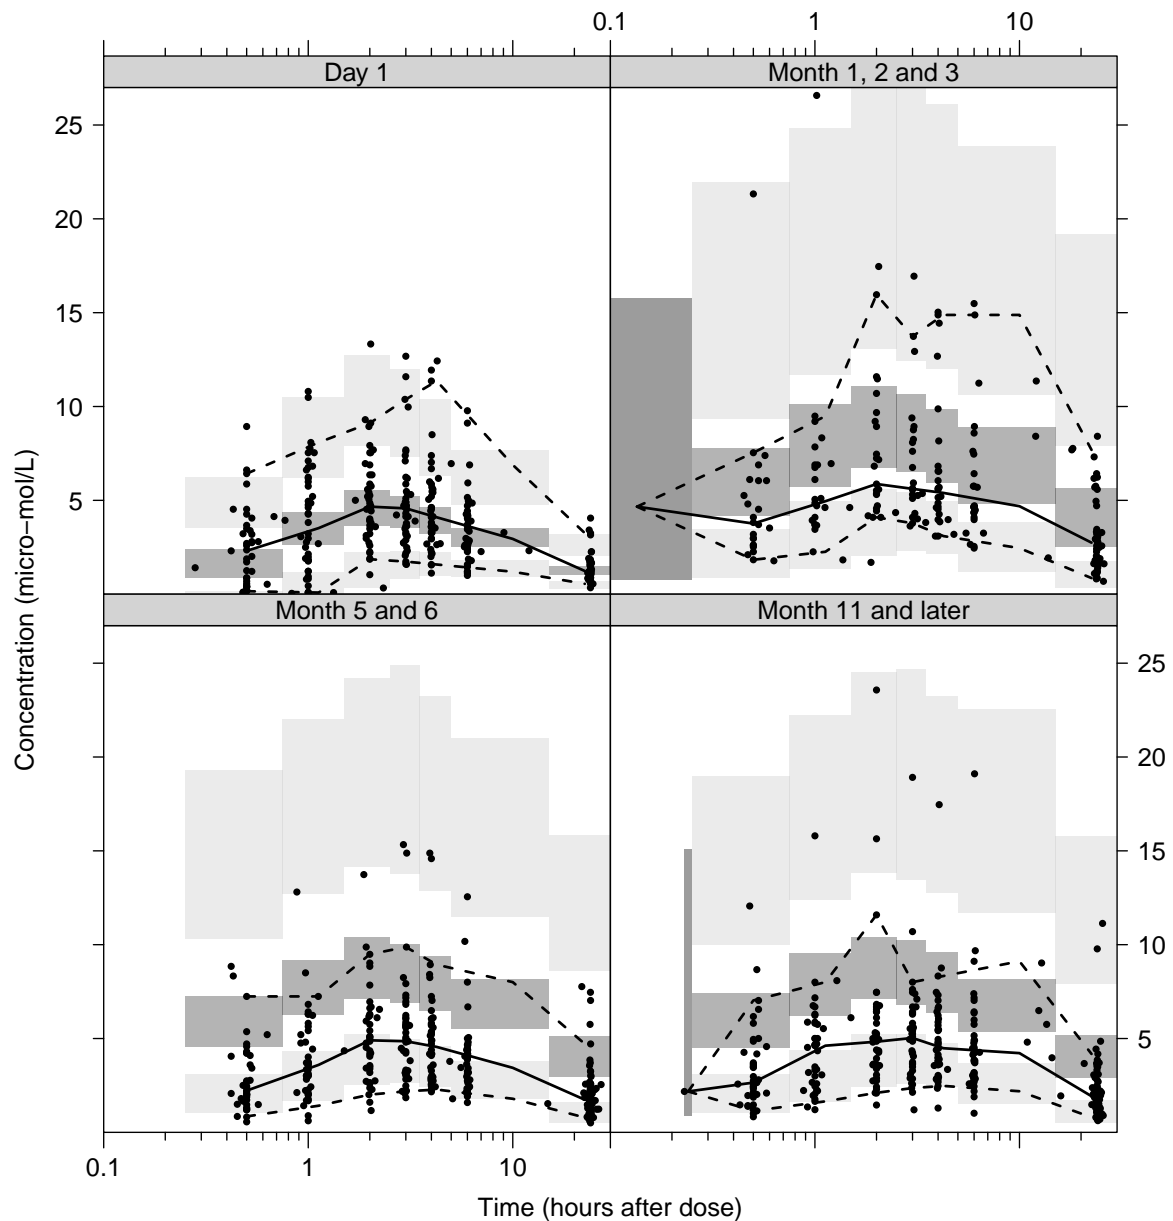 0.1 1 10
Day 1
Month 1, 2 and 3
25
20
15
10
5
Month 5 and 6
Month 11 and later
25
20
15
10
5
0.1 1 10
Concentration (micro−mol/L)
Time (hours after dose)